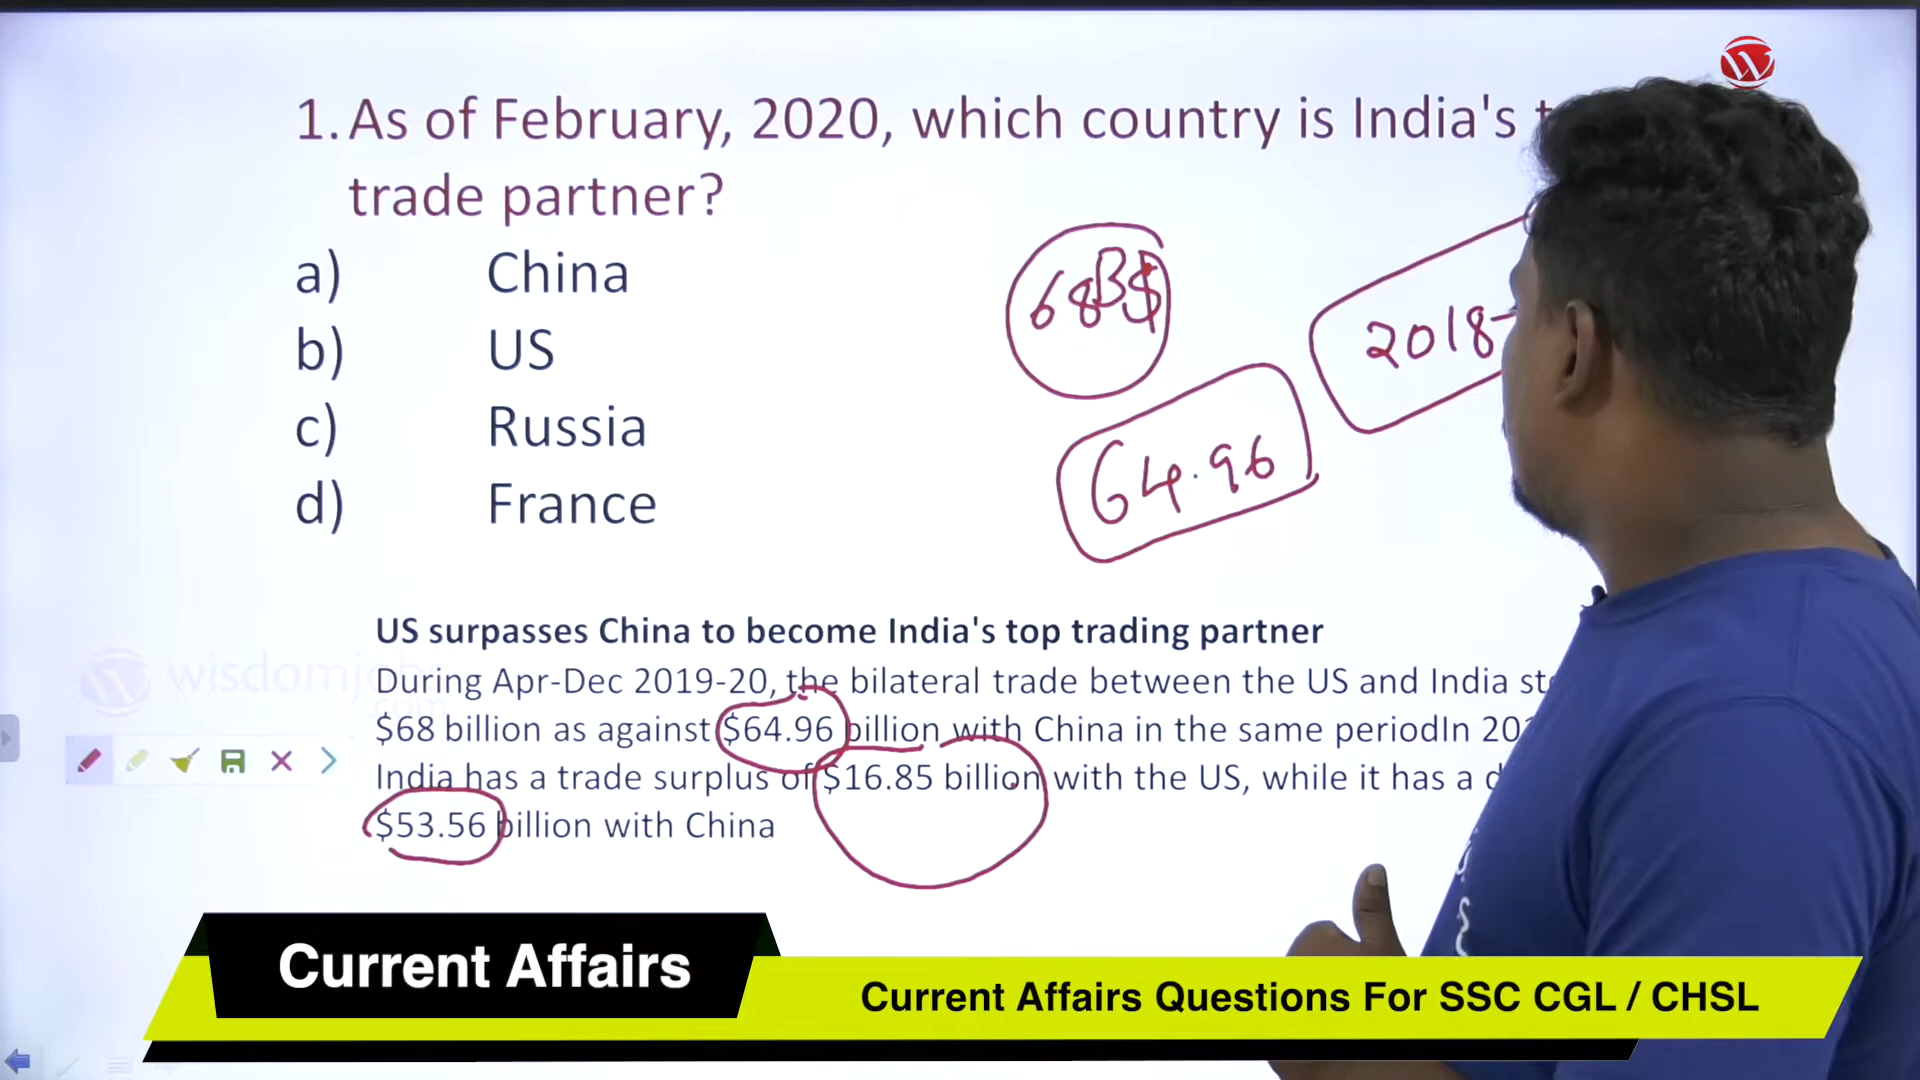 1. As of February, 2020, which country is India's
trade partner?
a) China
b) US
c) Russia
d) France
68B$
2018-
64.96
US surpasses China to become India's top trading partner
During Apr-Dec 2019-20, the bilateral trade between the US and India
$68 billion as against $64.96 billion with China in the same periodIn
India has a trade surplus of $16.85 billion with the US, while it has a
$53.56 billion with China
wisdomjobs
.com
Current Affairs
Current Affairs Questions For SSC CGL / CHSL